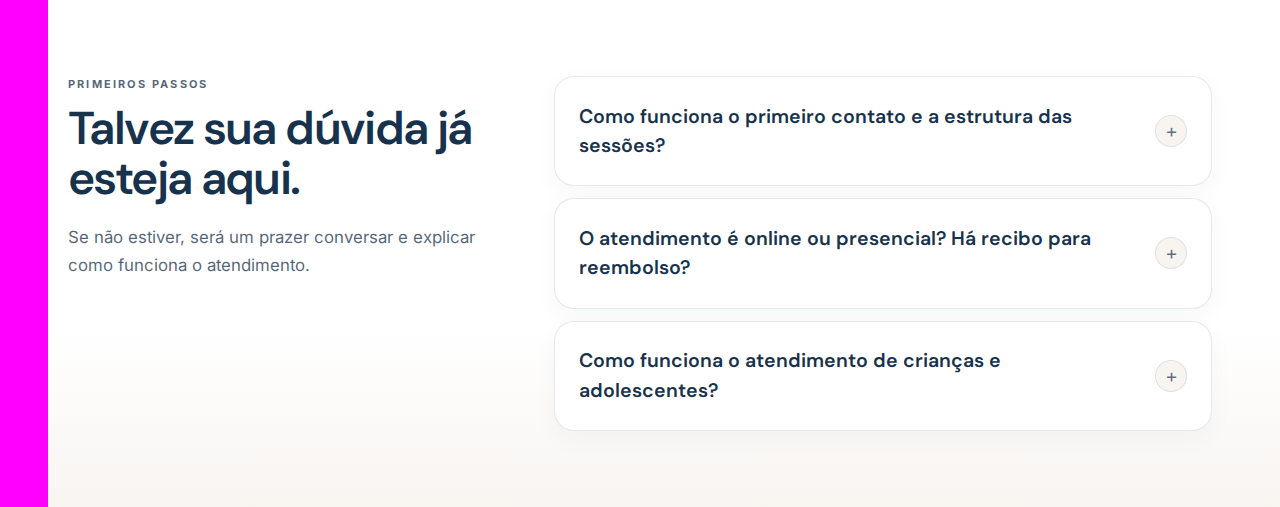 PRIMEIROS PASSOS
Talvez sua dúvida já
esteja aqui.
Se não estiver, será um prazer conversar e explicar
como funciona o atendimento.
Como funciona o primeiro contato e a estrutura das
sessões?
+
O atendimento é online ou presencial? Há recibo para
reembolso?
+
Como funciona o atendimento de crianças e
adolescentes?
+